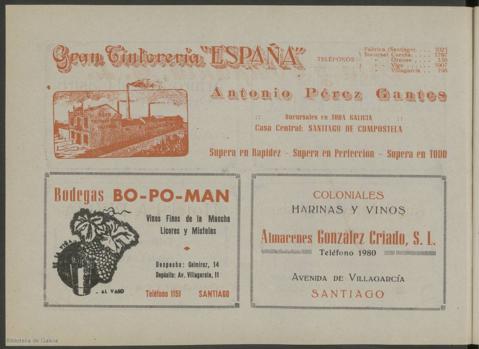 Gran Tintorería "ESPAÑA"
TELÉFONOS
Fábrica (Santiago)
Sucursal Coruña
» Orense
» Vigo
» Villagarcía
Antonio Pérez Gantes
:: Sucursales en TODA GALICIA ::
Casa Central: SANTIAGO DE COMPOSTELA
Supera en Rapidez - Supera en Perfección - Supera en TODO
Bodegas BO-PO-MAN
Vinos Finos de la Mancha
Licores y Mistelas
Despacho: Gelmírez, 14
Depósito: Av. Villagarcía, 11
Teléfono 1151 SANTIAGO
.. AL VASO
COLONIALES
HARINAS Y VINOS
Almacenes González Criado, S. L.
Teléfono 1980
AVENIDA DE VILLAGARCÍA
SANTIAGO
Biblioteca de Galicia